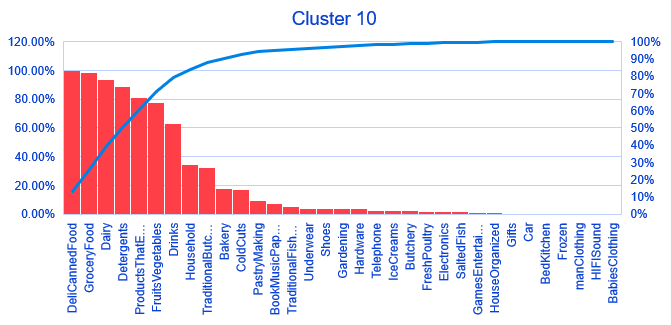 Cluster 10
120.00%
100.00%
80.00%
60.00%
40.00%
20.00%
0.00%
100%
90%
80%
70%
60%
50%
40%
30%
20%
10%
0%
DeliCannedFood
GroceryFood
Dairy
Detergents
ProductsThatE...
FruitsVegetables
Drinks
Household
TraditionalButc...
Bakery
ColdCuts
PastryMaking
BookMusicPap...
TraditionalFish...
Underwear
Shoes
Gardening
Hardware
Telephone
IceCreams
Butchery
FreshPoultry
Electronics
SaltedFish
GamesEntertai...
HouseOrganized
Gifts
Car
BedKitchen
Frozen
manClothing
HIFISound
BabiesClothing